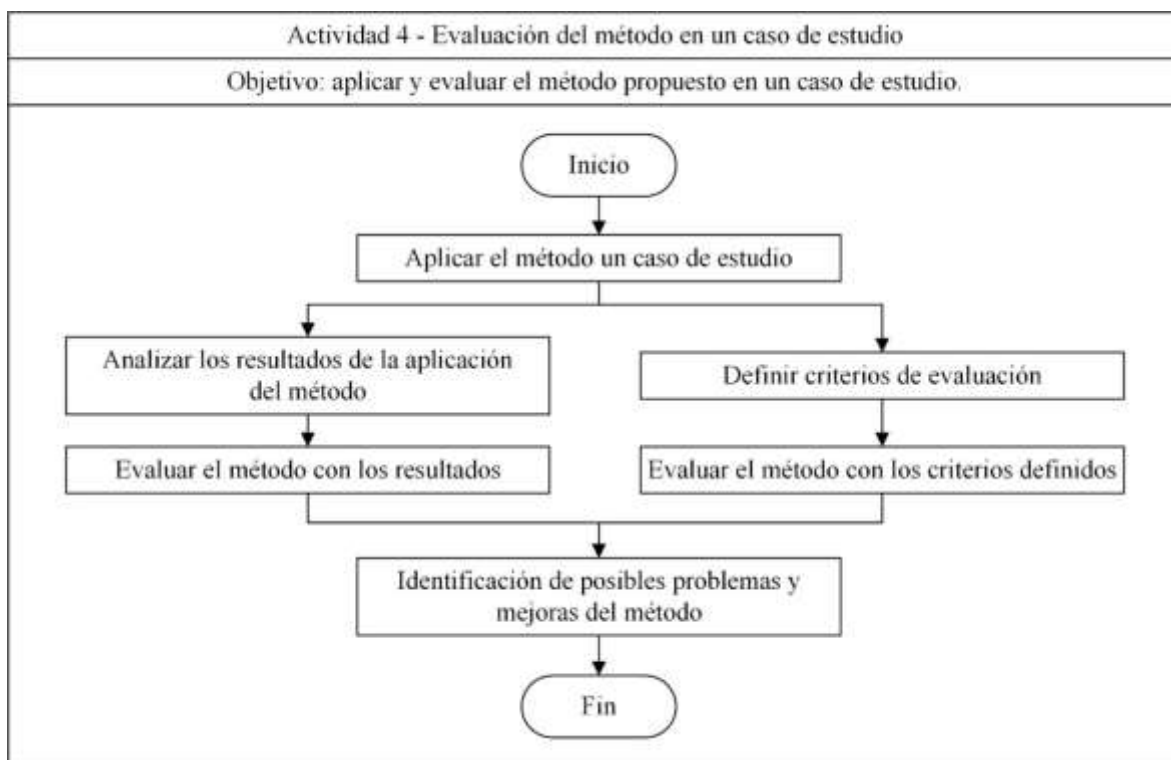 Actividad 4 - Evaluación del método en un caso de estudio
Objetivo: aplicar y evaluar el método propuesto en un caso de estudio.
Inicio
Aplicar el método un caso de estudio
Analizar los resultados de la aplicación
del método
Definir criterios de evaluación
Evaluar el método con los resultados
Evaluar el método con los criterios definidos
Identificación de posibles problemas y
mejoras del método
Fin